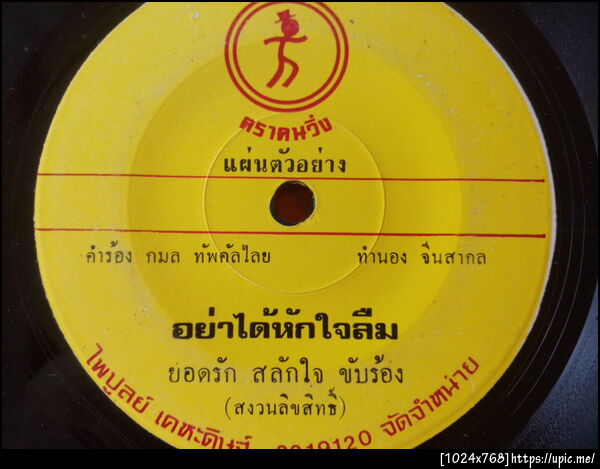 ตราคนวิ่ง
แผ่นตัวอย่าง
คำร้อง กมล ทัพคัลไลย ทำนอง จีนสากล
อย่าได้หักใจลืม
ยอดรัก สลักใจ ขับร้อง
(สงวนลิขสิทธิ์)
ไพบูลย์ เคหะดิษฐ์ 2219120 จัดจำหน่าย
[1024x768]https://upic.me/